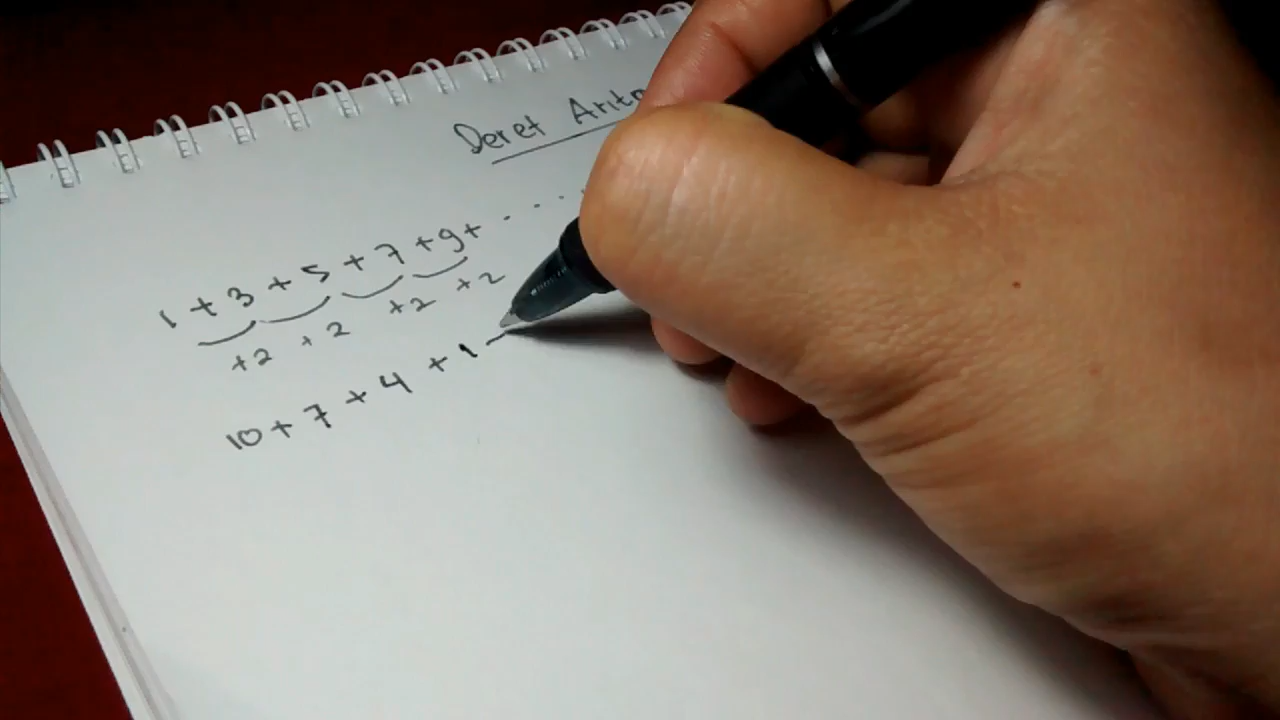 Deret Arit
1 + 3 + 5 + 7 + 9 + . . . .
+2 +2 +2 +2
10 + 7 + 4 + 1 -